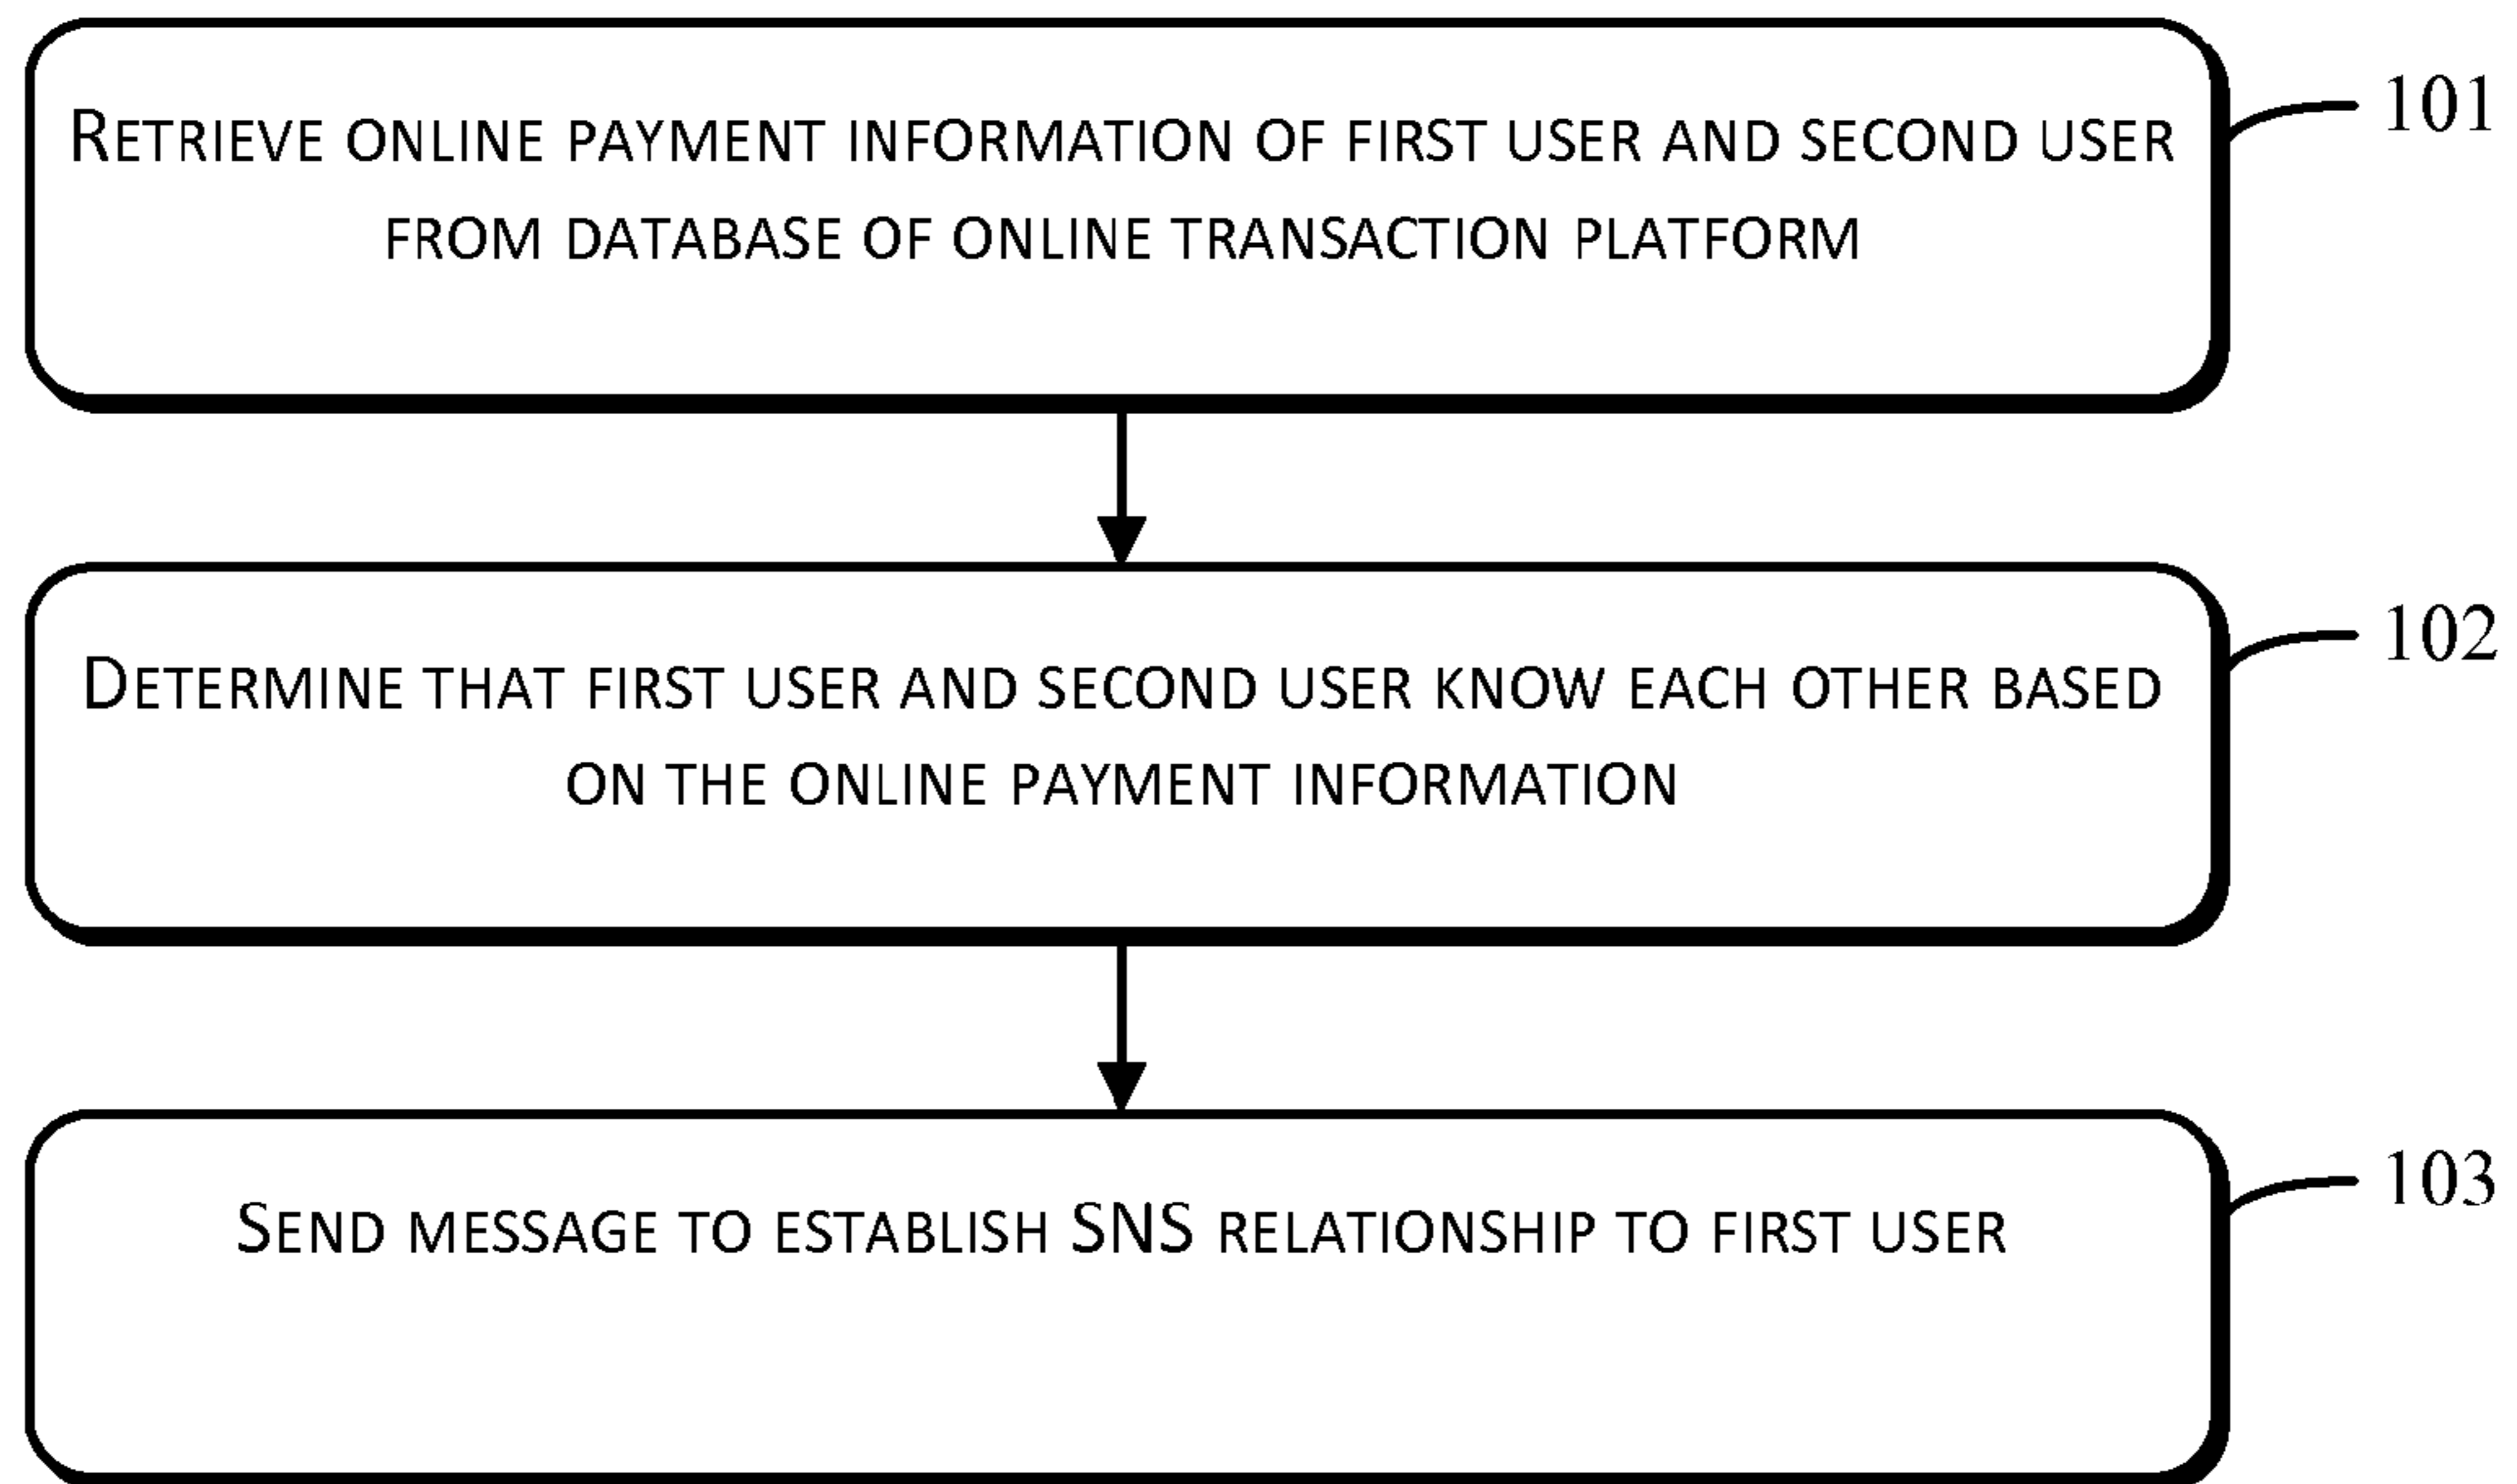 Retrieve online payment information of first user and second user
101
from database of online transaction platform
Determine that first user and second user know each other based
102
on the online payment information
Send message to establish SNS relationship to first user
103